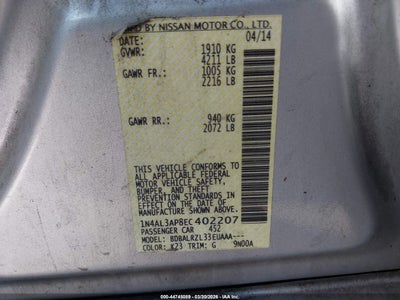 BY NISSAN MOTOR CO., LTD.
DATE: 04/14
GVWR: 1910 KG
4211 LB
GAWR FR: 1005 KG
2216 LB
GAWR RR: 940 KG
2072 LB
THIS VEHICLE CONFORMS TO
ALL APPLICABLE FEDERAL
MOTOR VEHICLE SAFETY,
BUMPER, AND THEFT
PREVENTION STANDARDS
IN EFFECT ON THE DATE OF
MANUFACTURE SHOWN ABOVE.
1N4AL3AP8EC402207
PASSENGER CAR 452
MODEL: BDBALRZL33EUAAA---
COLOR: K23 TRIM: G 9N00A
000-44745089 - (03/20/2026) - IAAI.COM